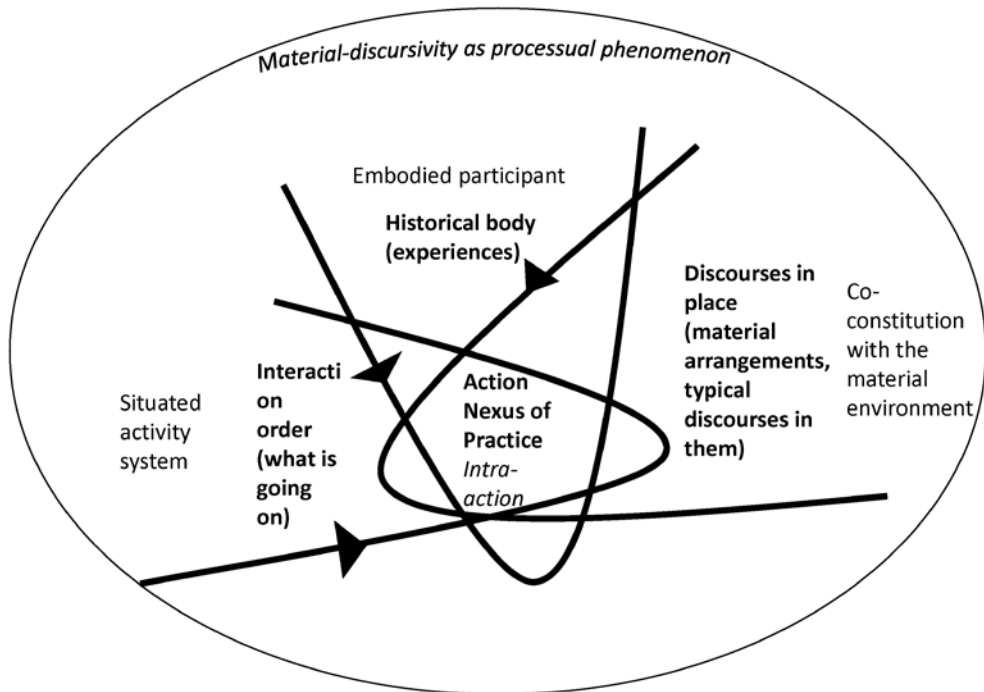 Material-discursivity as processual phenomenon
Embodied participant
Historical body
(experiences)
Situated
activity
system
Interacti
on
order
(what is
going
on)
Action
Nexus of
Practice
Intra-
action
Discourses in
place
(material
arrangements,
typical
discourses in
them)
Co-
constitution
with the
material
environment